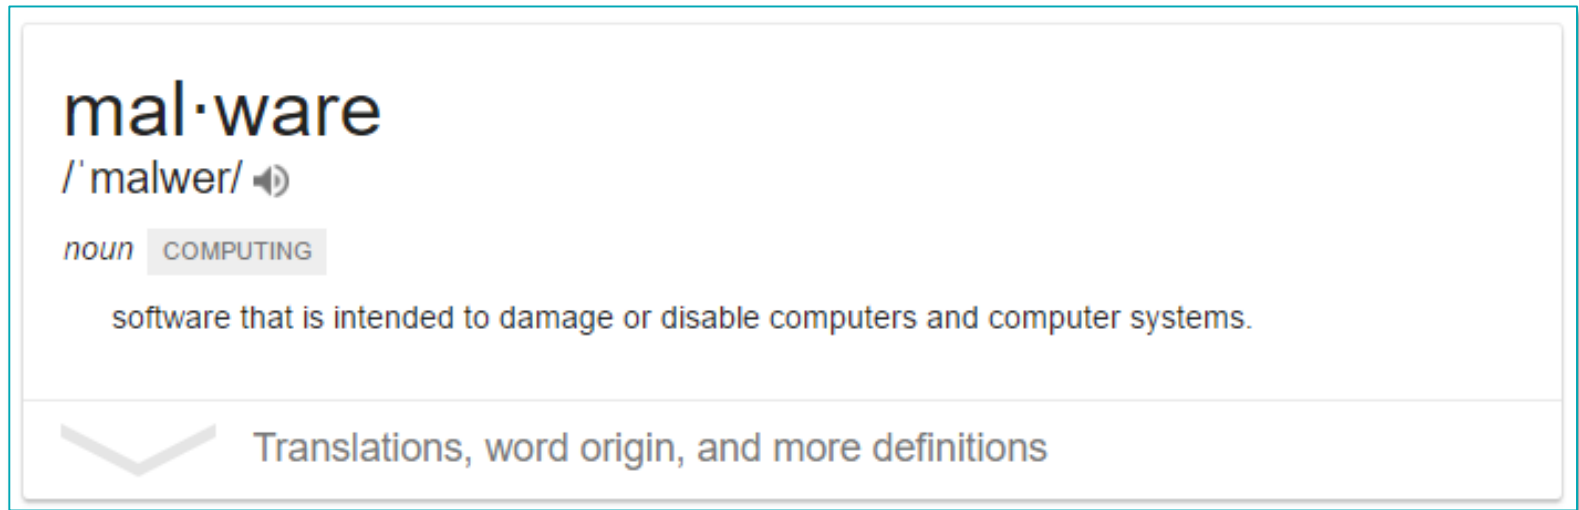 mal·ware
/ˈmalwer/
noun COMPUTING
software that is intended to damage or disable computers and computer systems.
Translations, word origin, and more definitions